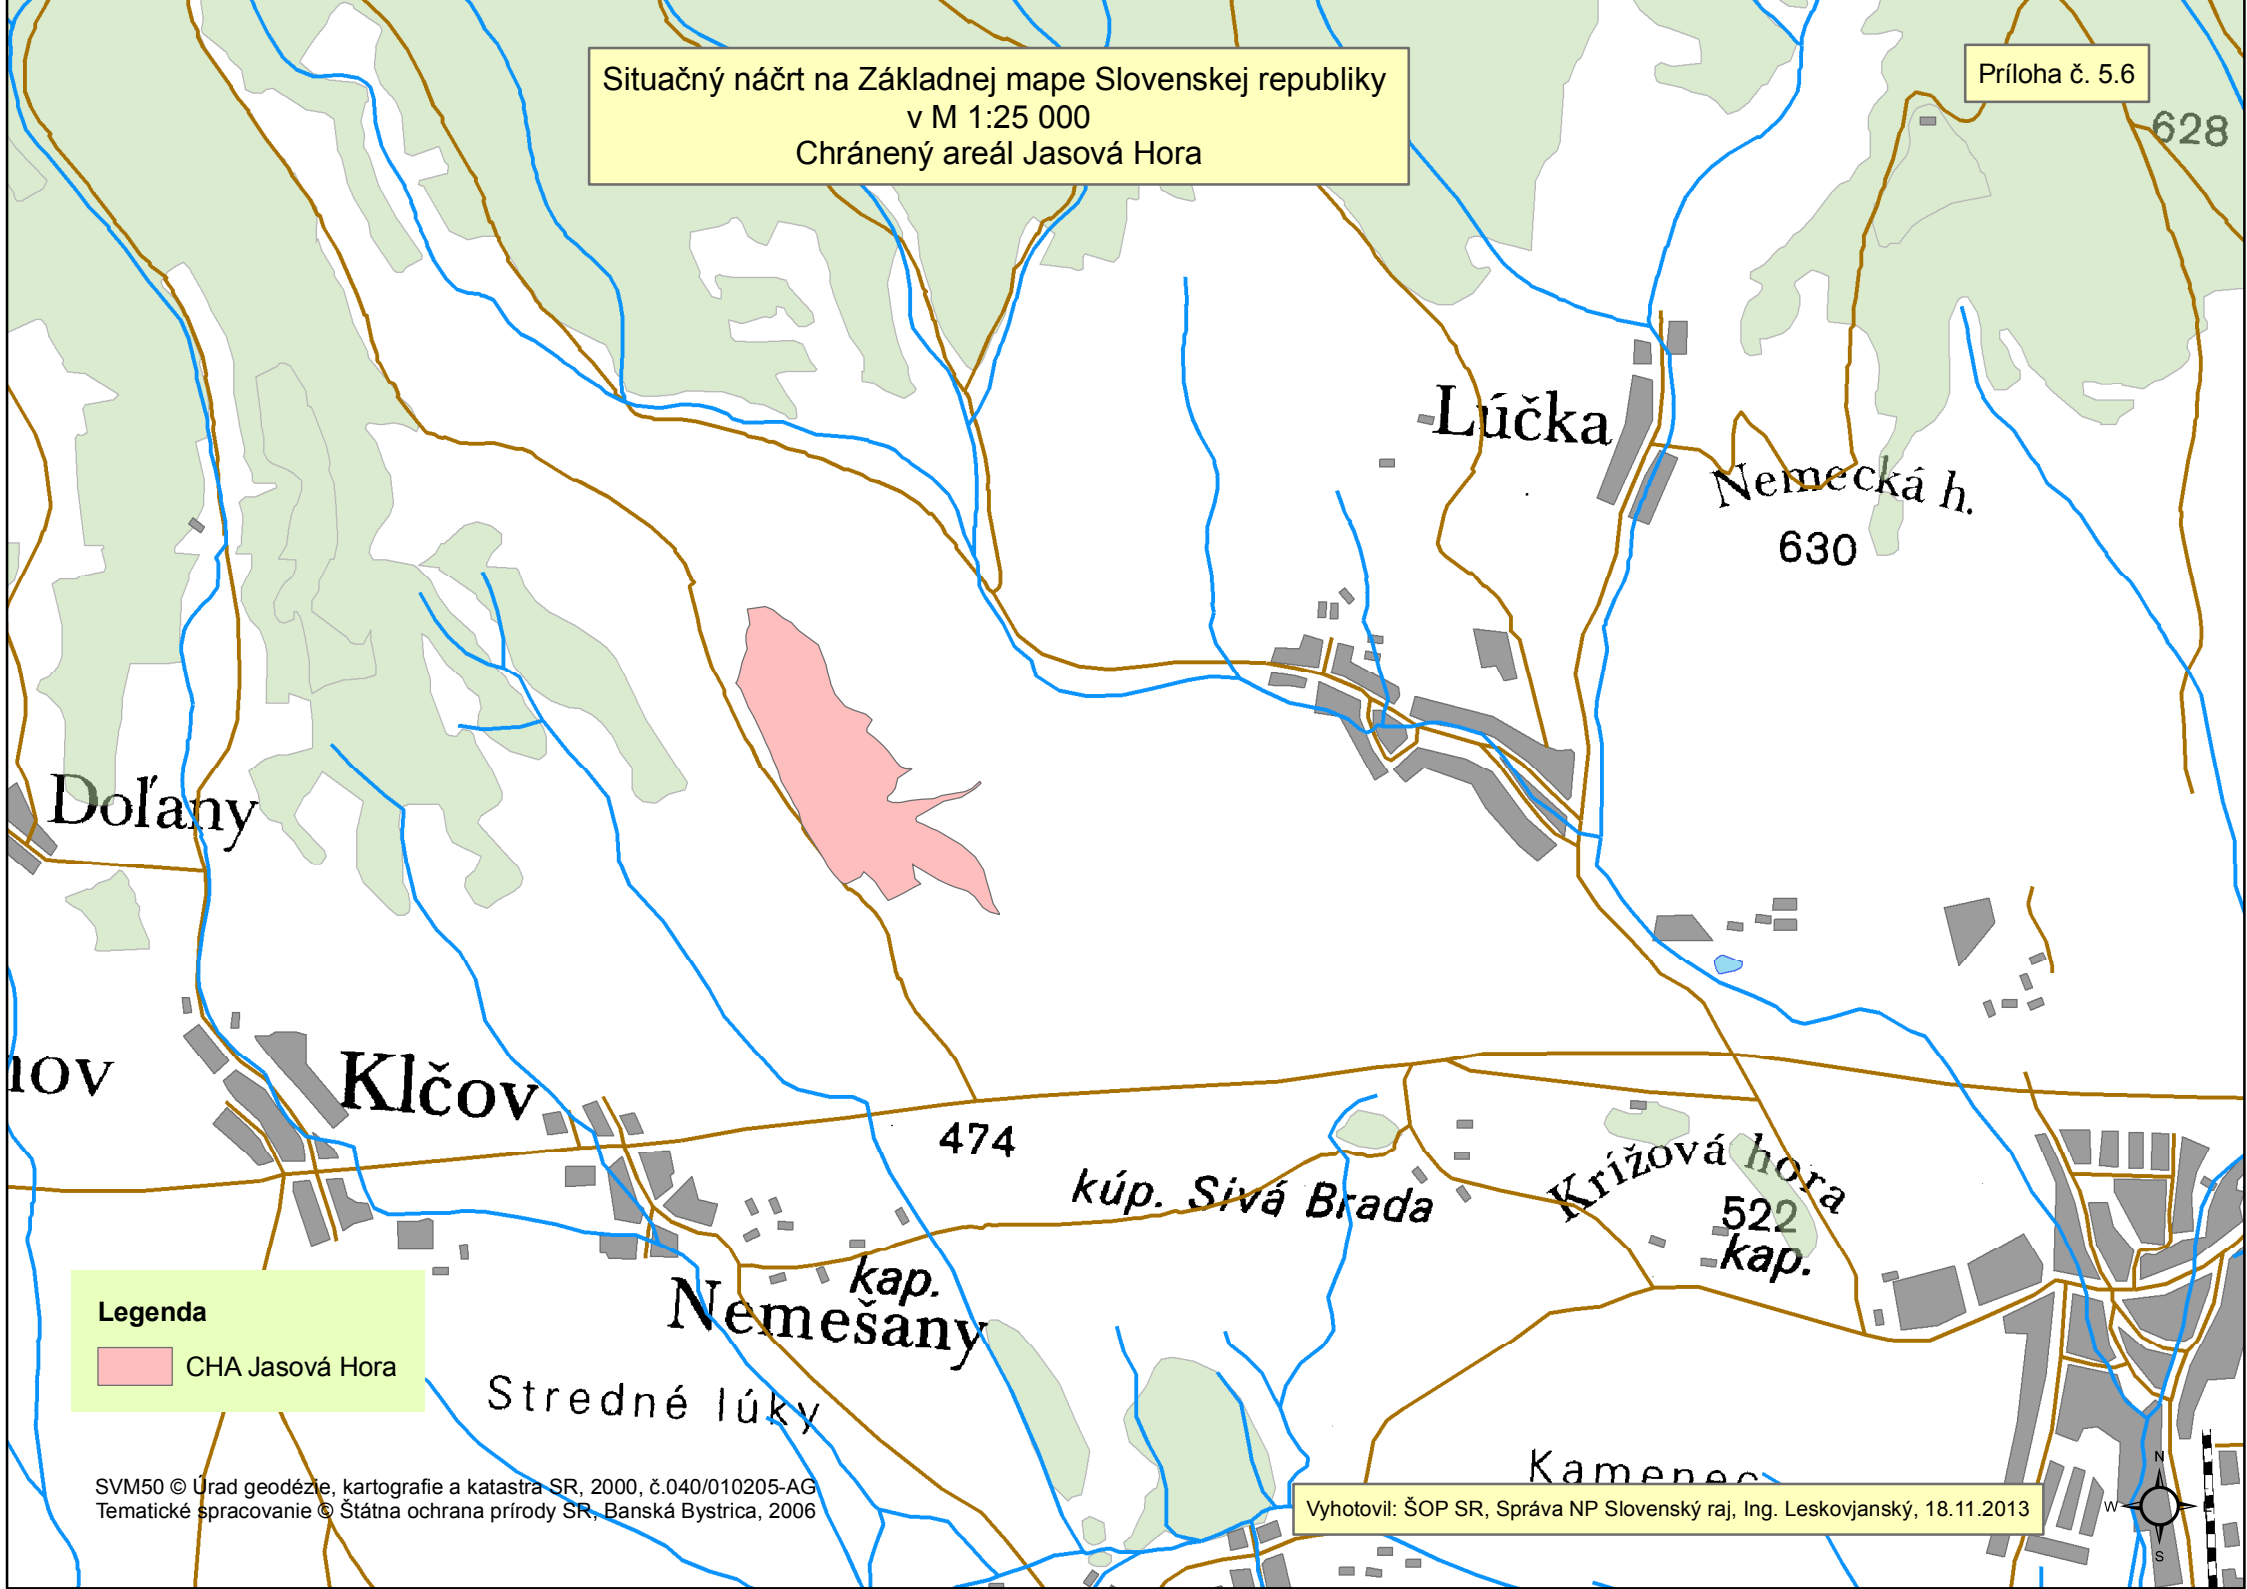 Situačný náčrt na Základnej mape Slovenskej republiky
v M 1:25 000
Chránený areál Jasová Hora
Príloha č. 5.6
628
Lúčka
Nemecká h.
630
Doľany
Klčov
474
kúp. Sivá Brada
Krížová hora
522
kap.
kap.
Nemešany
Legenda
CHA Jasová Hora
Stredné lúky
Kamenec
SVM50 © Úrad geodézie, kartografie a katastra SR, 2000, č.040/010205-AG
Tematické spracovanie © Štátna ochrana prírody SR, Banská Bystrica, 2006
Vyhotovil: ŠOP SR, Správa NP Slovenský raj, Ing. Leskovjanský, 18.11.2013
N
W
S